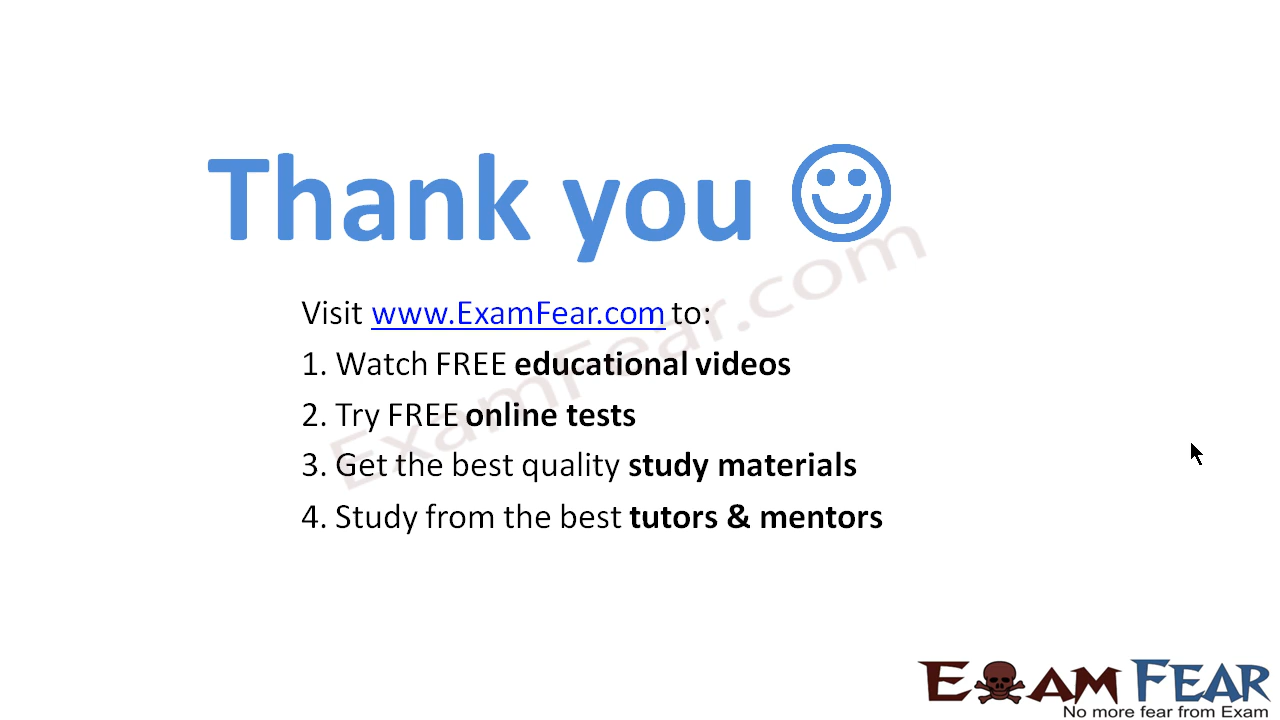 Thank you
Visit www.ExamFear.com to:
1. Watch FREE educational videos
2. Try FREE online tests
3. Get the best quality study materials
4. Study from the best tutors & mentors
ExamFear.com
EXAM FEAR
No more fear from Exam